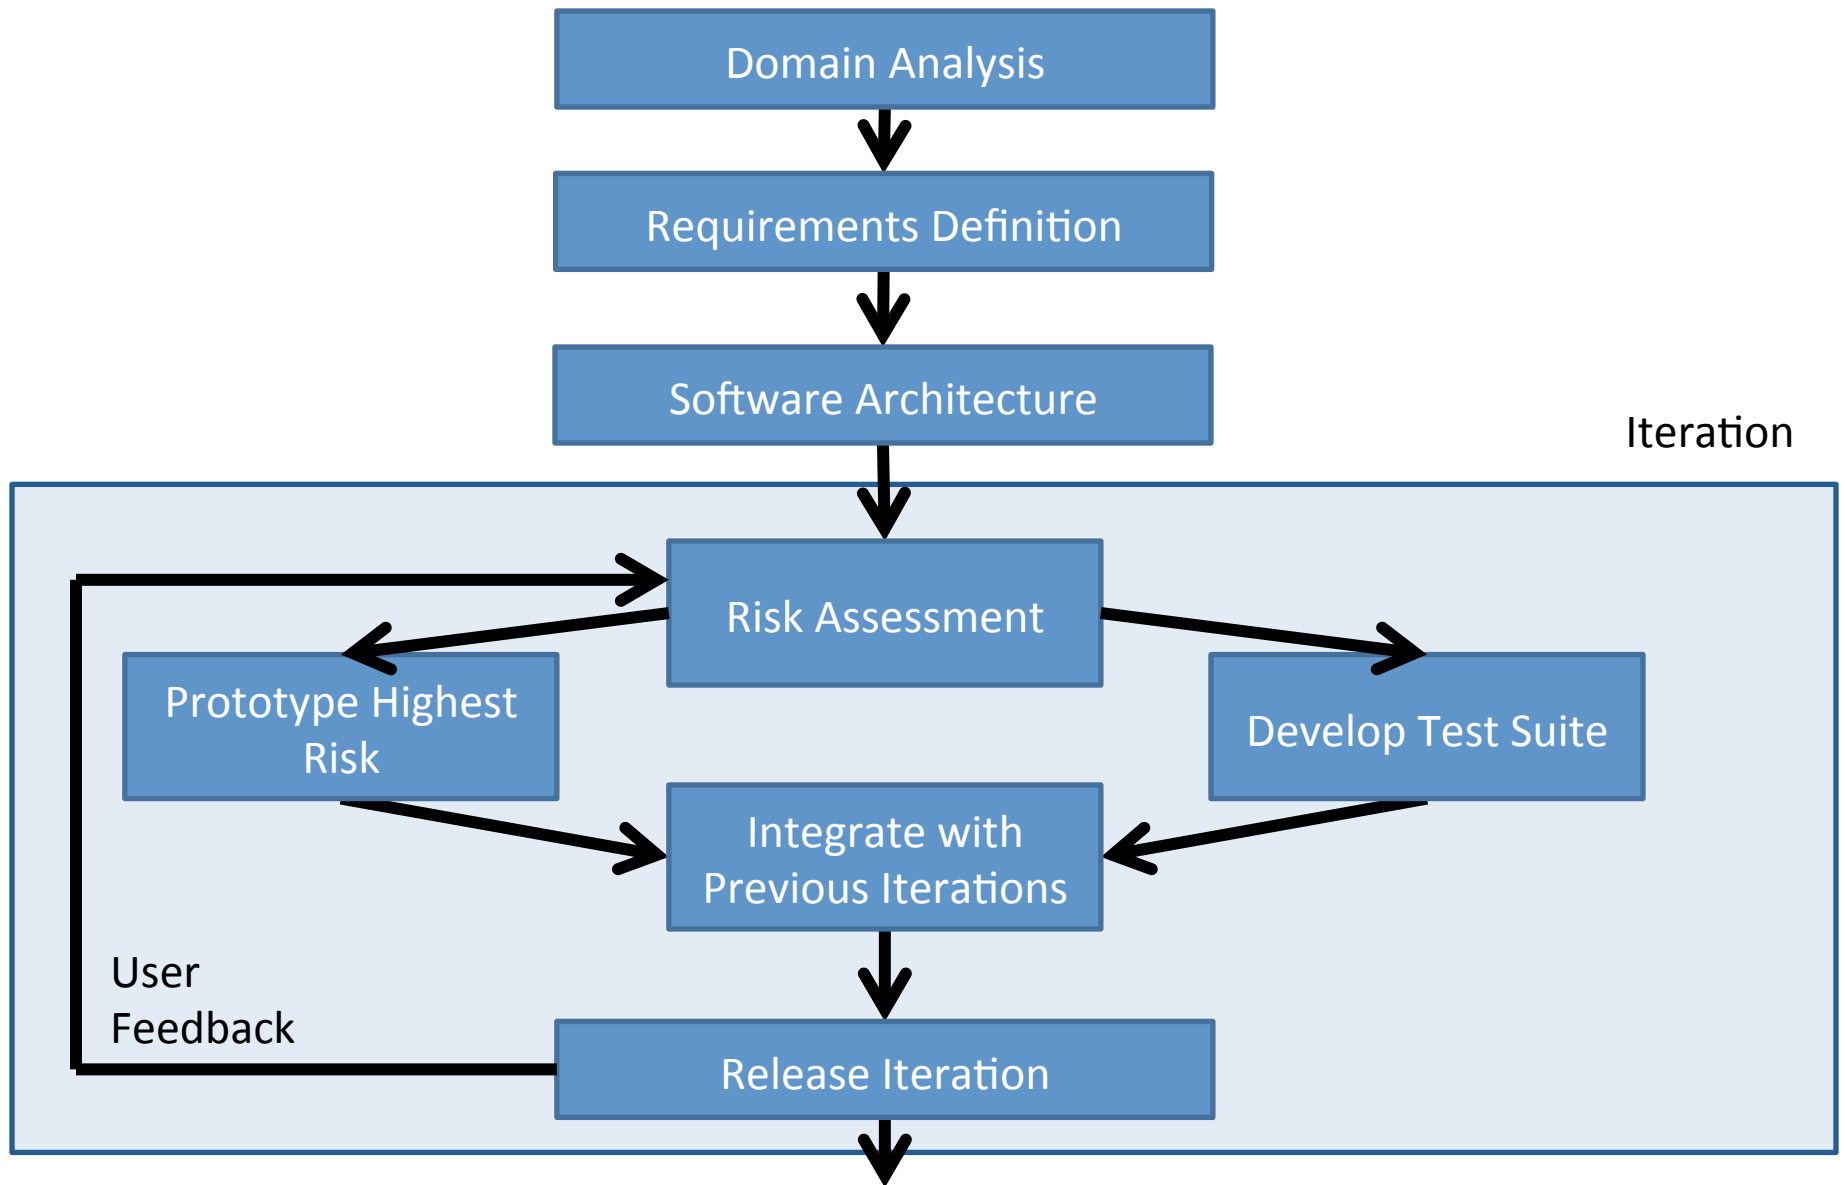 Domain Analysis
Requirements Definition
Software Architecture
Iteration
Risk Assessment
Prototype Highest
Risk
Develop Test Suite
Integrate with
Previous Iterations
User
Feedback
Release Iteration